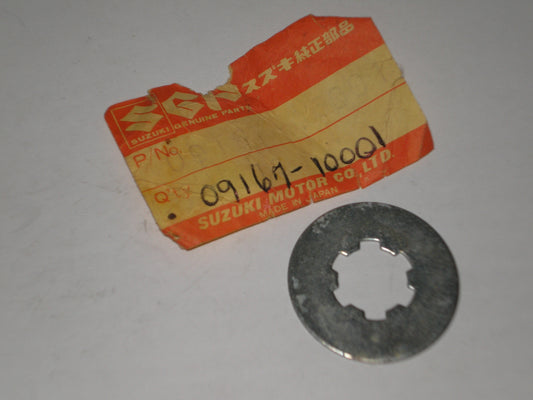 SGP スズキ純正部品
SUZUKI GENUINE PARTS
P/No.
Q'ty
09167-10001
SUZUKI MOTOR CO.,LTD.
MADE IN JAPAN